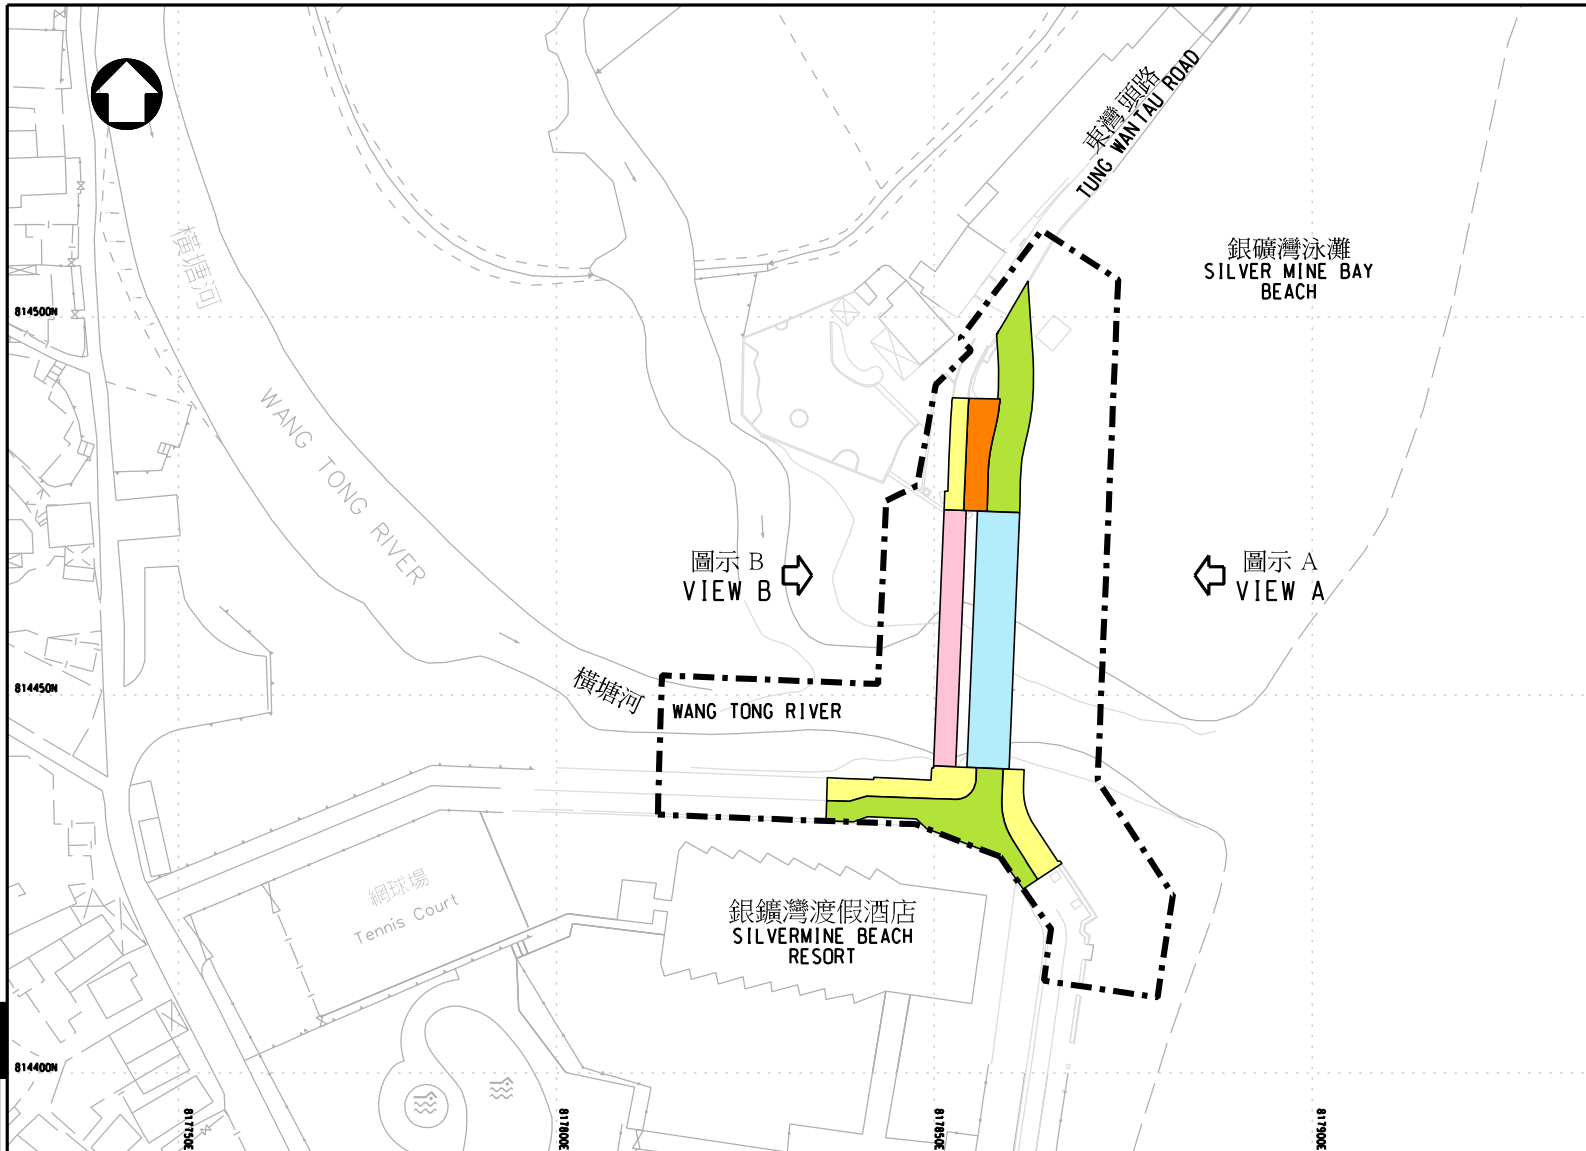 東灣頭路
TUNG WAN TAU ROAD
銀礦灣泳灘
SILVER MINE BAY
BEACH
橫塘河
WANG TONG RIVER
814500N
圖示 B
VIEW B
圖示 A
VIEW A
814450N
橫塘河
WANG TONG RIVER
網球場
Tennis Court
銀鑛灣渡假酒店
SILVERMINE BEACH
RESORT
814400N
817750E
817800E
817850E
817900E